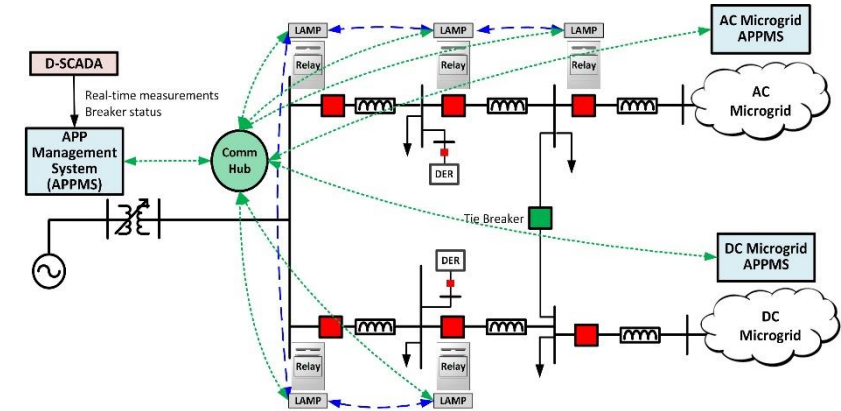 LAMP
LAMP
LAMP
AC Microgrid
APPMS
D-SCADA
Relay
Relay
Relay
Real-time measurements
Breaker status
AC
Microgrid
APP
Management
System
(APPMS)
Comm
Hub
DER
Tie Breaker
DER
DC Microgrid
APPMS
DC
Microgrid
Relay
Relay
LAMP
LAMP